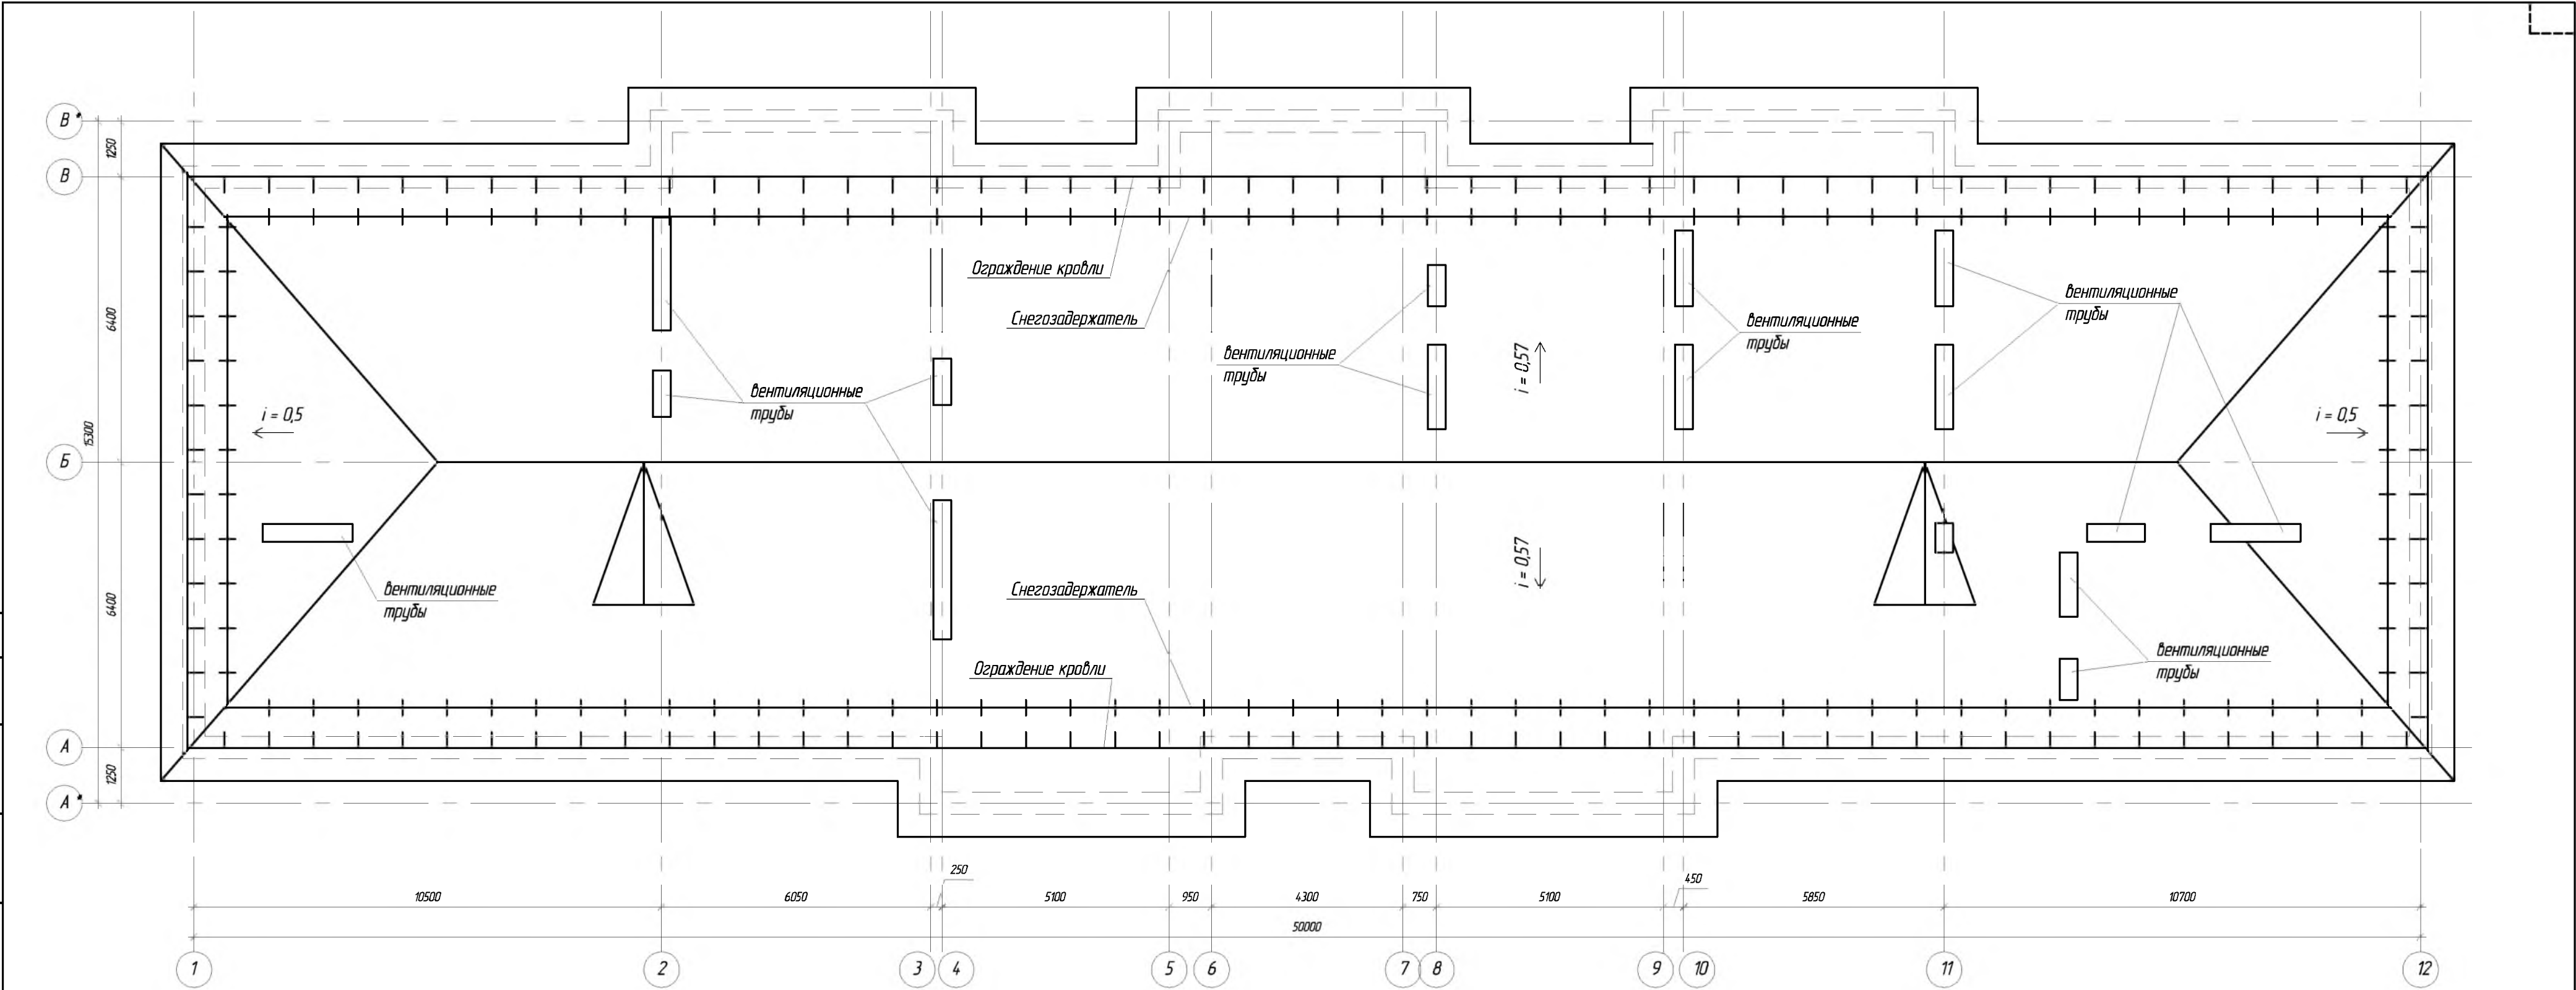 В*
1250
В
6400
15300
Б
6400
А
1250
А*
Ограждение кровли
Снегозадержатель
вентиляционные
трубы
i = 0,57
вентиляционные
трубы
вентиляционные
трубы
вентиляционные
трубы
i = 0,5
i = 0,5
вентиляционные
трубы
Снегозадержатель
i = 0,57
Ограждение кровли
вентиляционные
трубы
250
450
10500
6050
5100
950
4300
750
5100
5850
10700
50000
1
2
3
4
5
6
7
8
9
10
11
12